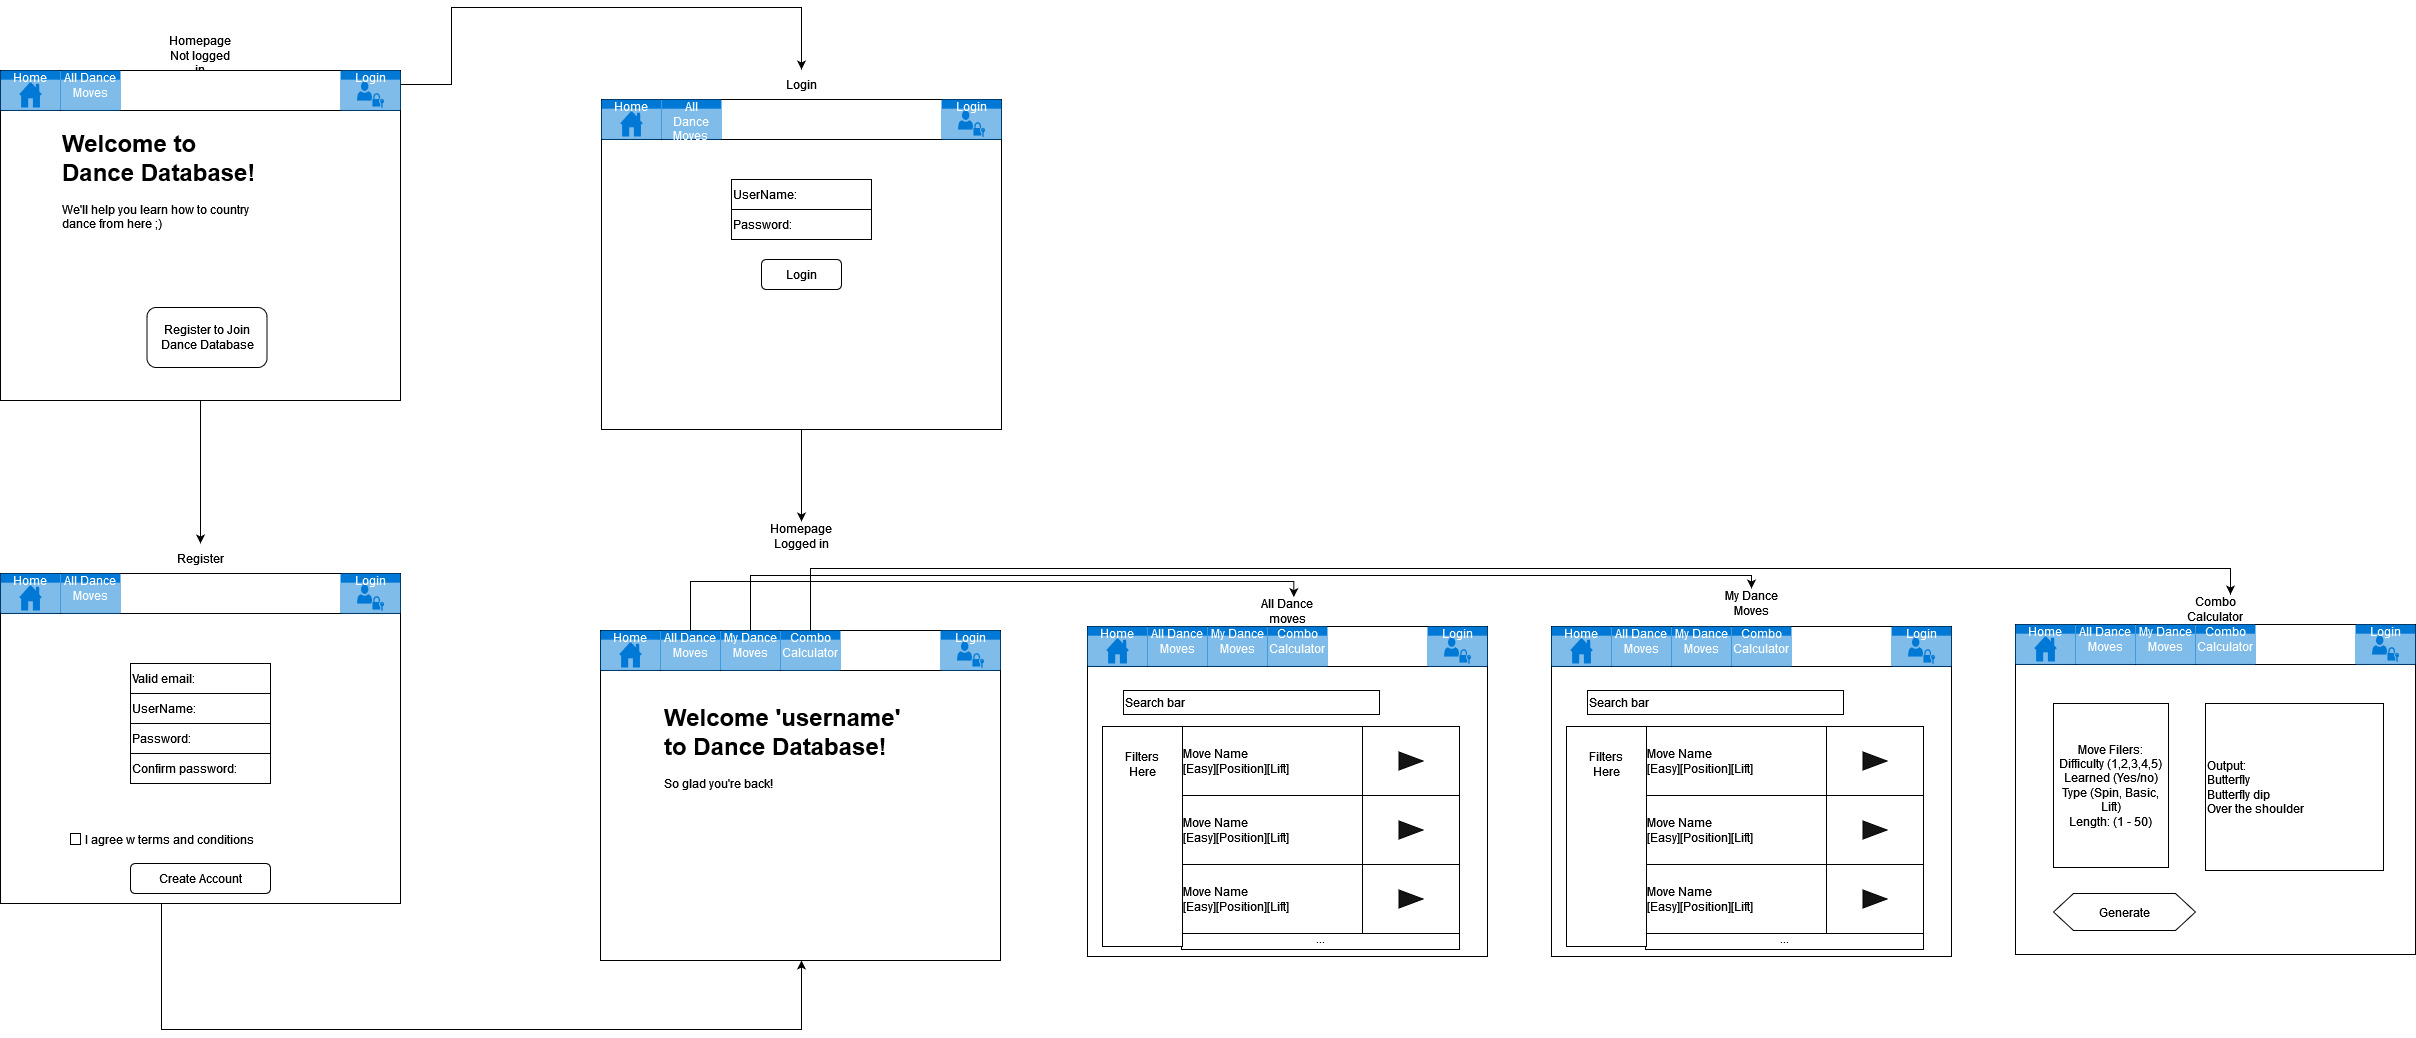 Homepage
Not logged
in
Home
All Dance
Moves
Login
Welcome to
Dance Database!
We'll help you learn how to country
dance from here ;)
Register to Join
Dance Database
Login
Home
All
Dance
Moves
Login
UserName:
Password:
Login
Register
Home
All Dance
Moves
Login
Valid email:
UserName:
Password:
Confirm password:
I agree w terms and conditions
Create Account
Homepage
Logged in
Home
All Dance
Moves
My Dance
Moves
Combo
Calculator
Login
Welcome 'username'
to Dance Database!
So glad you're back!
All Dance
moves
Home
All Dance
Moves
My Dance
Moves
Combo
Calculator
Login
Search bar
Filters
Here
Move Name
[Easy][Position][Lift]
Move Name
[Easy][Position][Lift]
Move Name
[Easy][Position][Lift]
...
My Dance
Moves
Home
All Dance
Moves
My Dance
Moves
Combo
Calculator
Login
Search bar
Filters
Here
Move Name
[Easy][Position][Lift]
Move Name
[Easy][Position][Lift]
Move Name
[Easy][Position][Lift]
...
Combo
Calculator
Home
All Dance
Moves
My Dance
Moves
Combo
Calculator
Login
Move Filers:
Difficulty (1,2,3,4,5)
Learned (Yes/no)
Type (Spin, Basic,
Lift)
Length: (1 - 50)
Output:
Butterfly
Butterfly dip
Over the shoulder
Generate